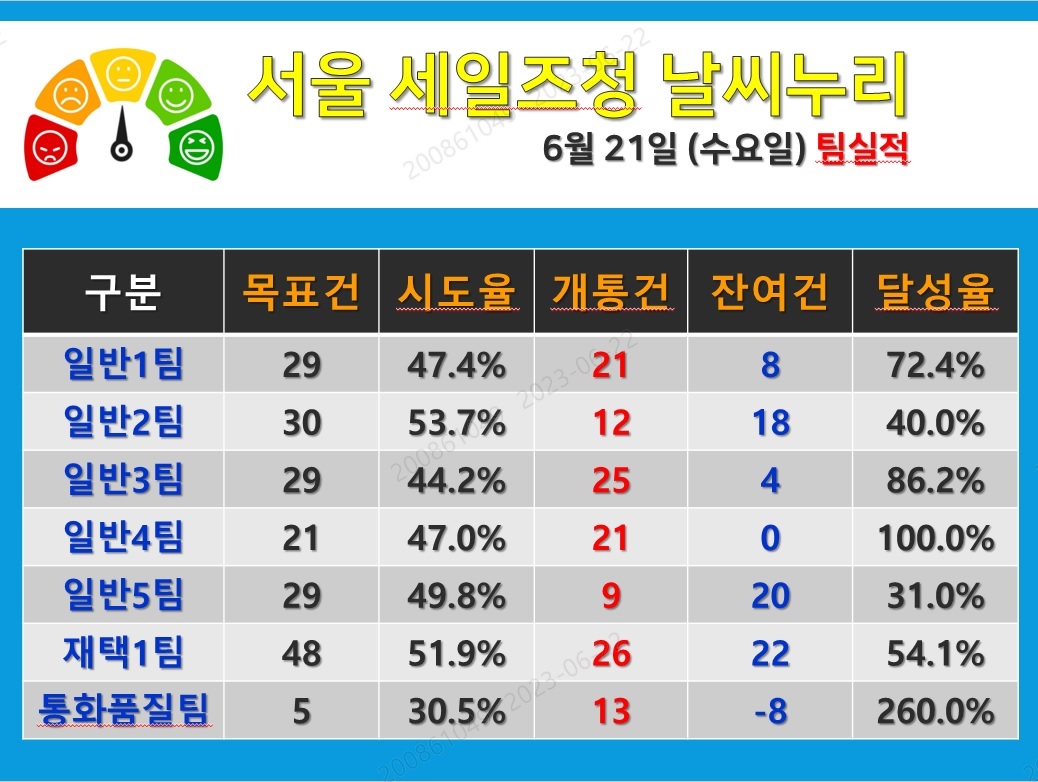 서울 세일즈청 날씨누리
6월 21일 (수요일) 팀실적
구분 목표건 시도율 개통건 잔여건 달성율
일반1팀 29 47.4% 21 8 72.4%
일반2팀 30 53.7% 12 18 40.0%
일반3팀 29 44.2% 25 4 86.2%
일반4팀 21 47.0% 21 0 100.0%
일반5팀 29 49.8% 9 20 31.0%
재택1팀 48 51.9% 26 22 54.1%
통화품질팀 5 30.5% 13 -8 260.0%
2023-06-22
2023-06-22